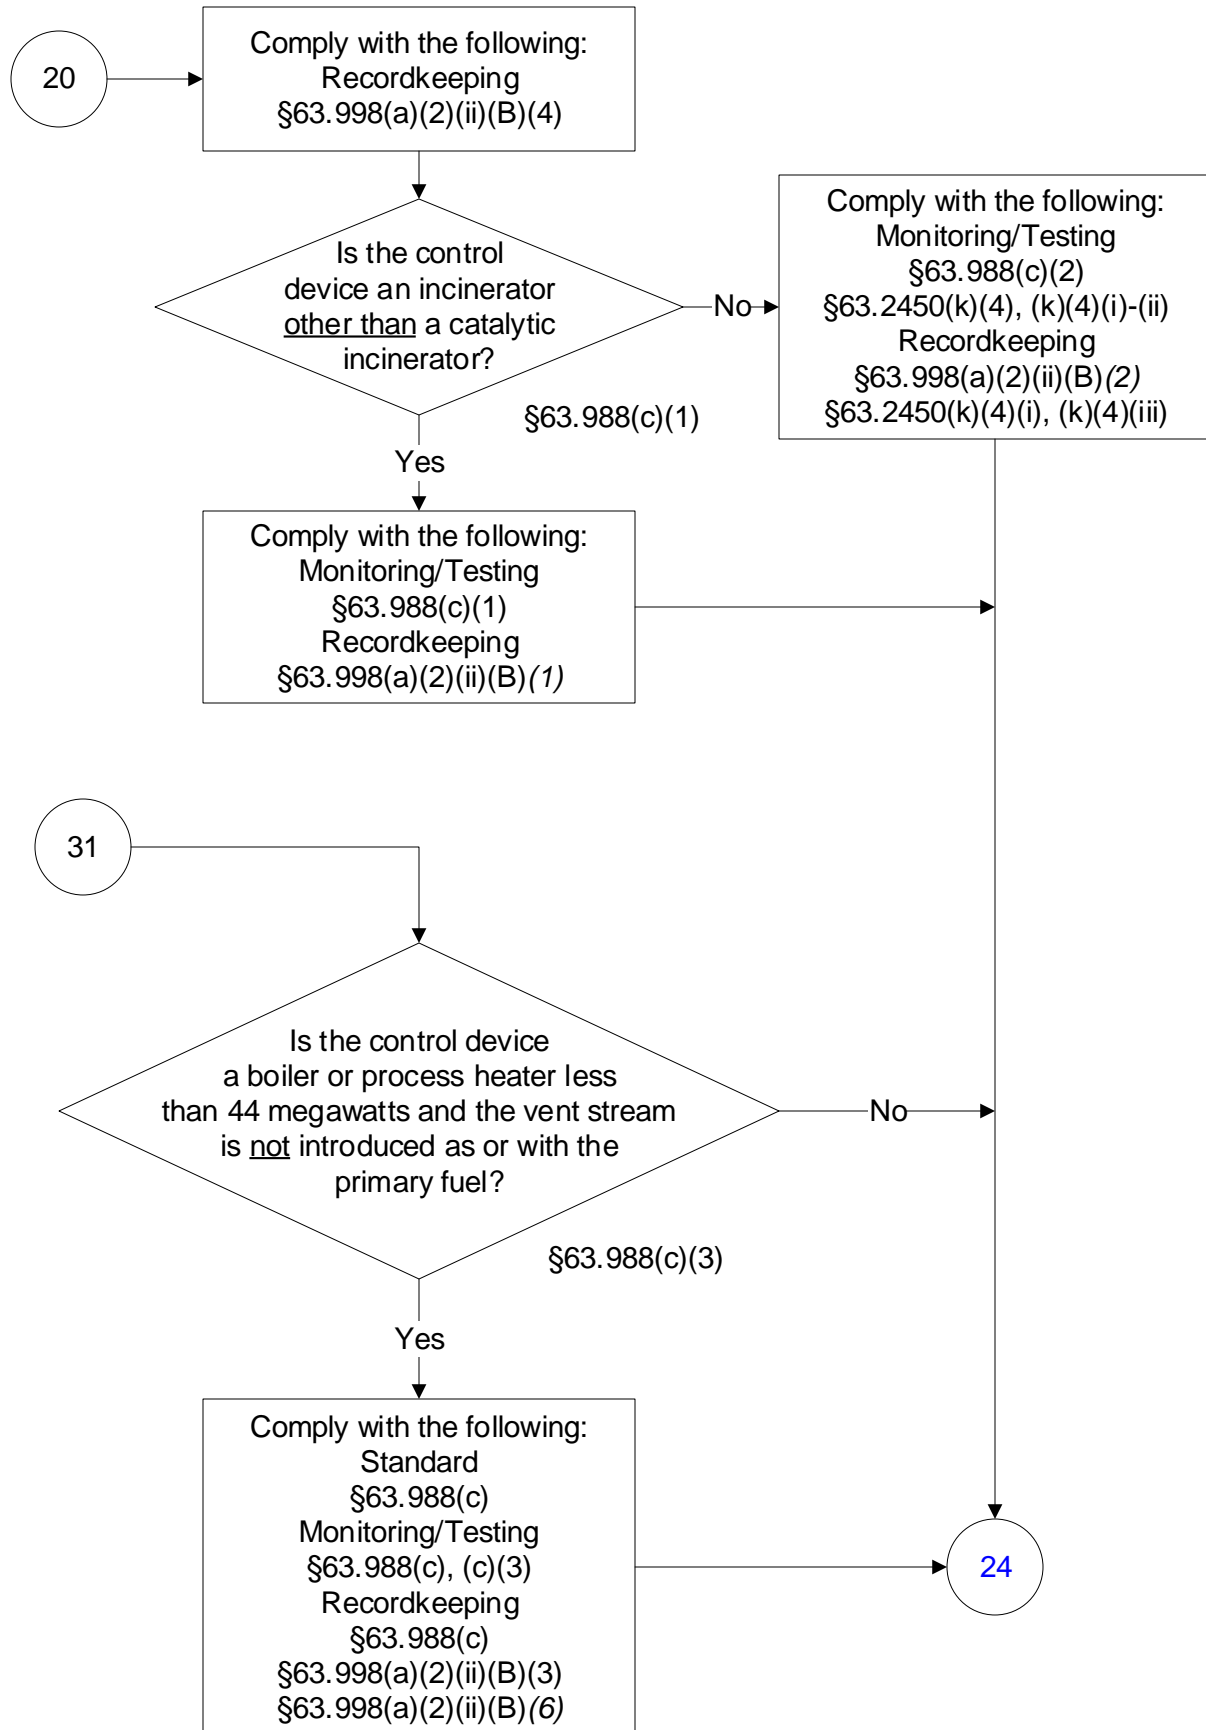 20
Comply with the following:
Recordkeeping
§63.998(a)(2)(ii)(B)(4)
Is the control
device an incinerator
other than a catalytic
incinerator?
No
Comply with the following:
Monitoring/Testing
§63.988(c)(2)
§63.2450(k)(4), (k)(4)(i)-(ii)
Recordkeeping
§63.998(a)(2)(ii)(B)(2)
§63.2450(k)(4)(i), (k)(4)(iii)
§63.988(c)(1)
Yes
Comply with the following:
Monitoring/Testing
§63.988(c)(1)
Recordkeeping
§63.998(a)(2)(ii)(B)(1)
31
Is the control device
a boiler or process heater less
than 44 megawatts and the vent stream
is not introduced as or with the
primary fuel?
No
§63.988(c)(3)
Yes
Comply with the following:
Standard
§63.988(c)
Monitoring/Testing
§63.988(c), (c)(3)
Recordkeeping
§63.988(c)
§63.998(a)(2)(ii)(B)(3)
§63.998(a)(2)(ii)(B)(6)
24